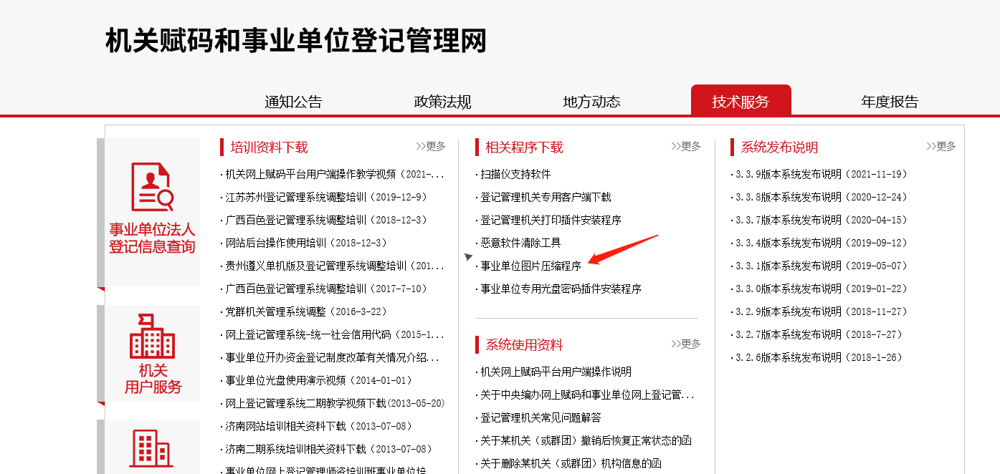 机关赋码和事业单位登记管理网
通知公告
政策法规
地方动态
技术服务
年度报告
事业单位法人
登记信息查询
机关
用户服务
培训资料下载
>>更多
·机关网上赋码平台用户端操作教学视频（2021-...
·江苏苏州登记管理系统调整培训（2019-12-9）
·广西百色登记管理系统调整培训（2018-12-3）
·网站后台操作使用培训（2018-12-3）
·贵州遵义单机版及登记管理系统调整培训（201...
·广西百色登记管理系统调整培训（2017-7-10）
·党群机关管理系统调整（2016-3-22）
·网上登记管理系统-统一社会信用代码（2015-1...
·事业单位开办资金登记制度改革有关情况介绍...
·事业单位光盘使用演示视频（2014-01-01）
·网上登记管理系统二期教学视频下载(2013-05-20)
·济南网站培训相关资料下载（2013-07-08）
·济南二期系统培训相关资料下载（2013-07-08）
·事业单位网上登记管理师资培训班事业单位培
相关程序下载
>>更多
·扫描仪支持软件
·登记管理机关专用客户端下载
·登记管理机关打印插件安装程序
·恶意软件清除工具
·事业单位图片压缩程序
·事业单位专用光盘密码插件安装程序
系统使用资料
>>更多
·机关网上赋码平台用户端操作说明
·关于中央编办网上赋码和事业单位网上登记管...
·登记管理机关常见问题解答
·关于某机关（或群团）撤销后恢复正常状态的函
·关于删除某机关（或群团）机构信息的函
系统发布说明
>>更多
·3.3.9版本系统发布说明（2021-11-19）
·3.3.8版本系统发布说明（2020-12-24）
·3.3.7版本系统发布说明（2020-04-15）
·3.3.4版本系统发布说明（2019-09-12）
·3.3.1版本系统发布说明（2019-05-07）
·3.3.0版本系统发布说明（2019-01-22）
·3.2.9版本系统发布说明（2018-11-27）
·3.2.7版本系统发布说明（2018-7-27）
·3.2.6版本系统发布说明（2018-1-26）